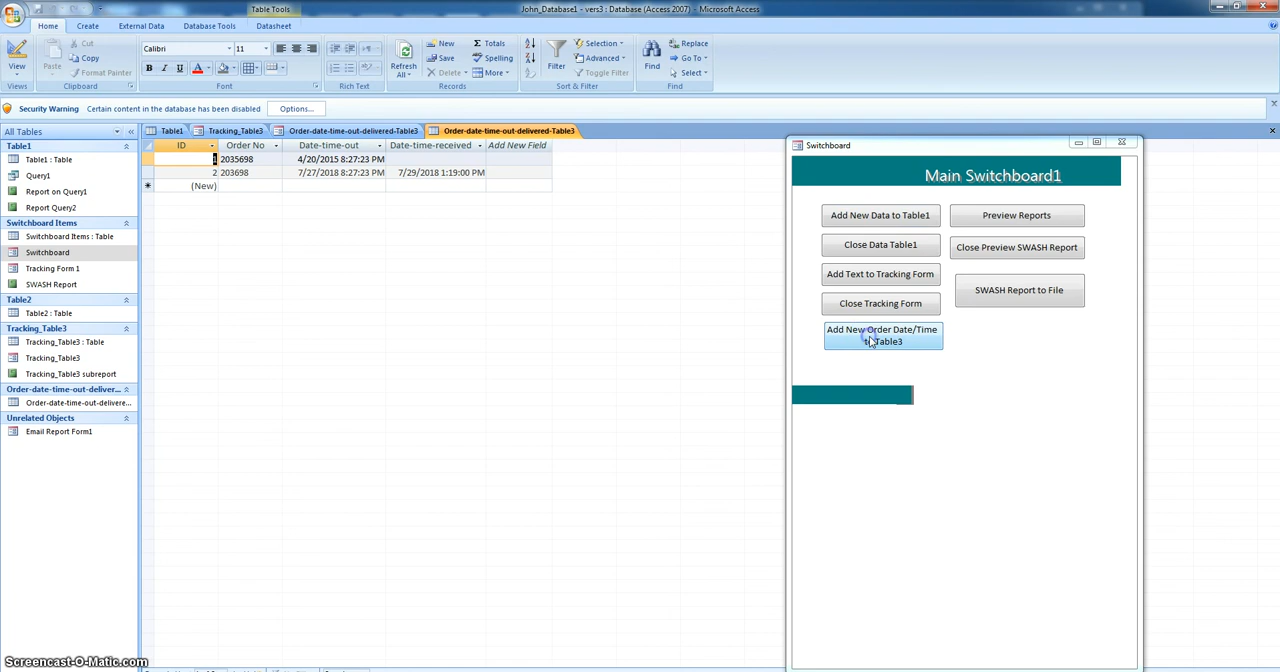 Table Tools
John_Database1 - vers3 : Database (Access 2007) - Microsoft Access
Home Create External Data Database Tools Datasheet
View
Views
Paste
Cut
Copy
Format Painter
Clipboard
Calibri 11
B I U A
Font
Rich Text
Refresh All
New
Save
Delete
Totals
Spelling
More
Records
Filter
Selection
Advanced
Toggle Filter
Sort & Filter
Find
Replace
Go To
Select
Find
Security Warning Certain content in the database has been disabled Options...
All Tables
Table1
Table1 : Table
Query1
Report on Query1
Report Query2
Switchboard Items
Switchboard Items : Table
Switchboard
Tracking Form 1
SWASH Report
Table2
Table2 : Table
Tracking_Table3
Tracking_Table3 : Table
Tracking_Table3
Tracking_Table3 subreport
Order-date-time-out-deliver...
Order-date-time-out-delivere...
Unrelated Objects
Email Report Form1
Table1 Tracking_Table3 Order-date-time-out-delivered-Table3 Order-date-time-out-delivered-Table3
ID Order No Date-time-out Date-time-received Add New Field
1 2035698 4/20/2015 8:27:23 PM
2 203698 7/27/2018 8:27:23 PM 7/29/2018 1:19:00 PM
* (New)
Switchboard
Main Switchboard1
Add New Data to Table1
Preview Reports
Close Data Table1
Close Preview SWASH Report
Add Text to Tracking Form
SWASH Report to File
Close Tracking Form
Add New Order Date/Time
to Table3
Screencast-O-Matic.com